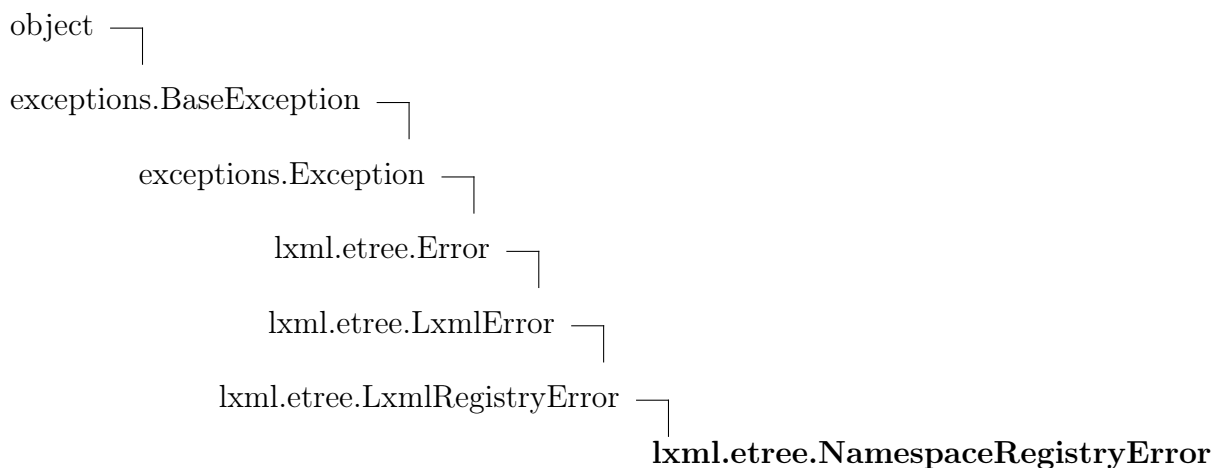 object
exceptions.BaseException
exceptions.Exception
lxml.etree.Error
lxml.etree.LxmlError
lxml.etree.LxmlRegistryError
lxml.etree.NamespaceRegistryError